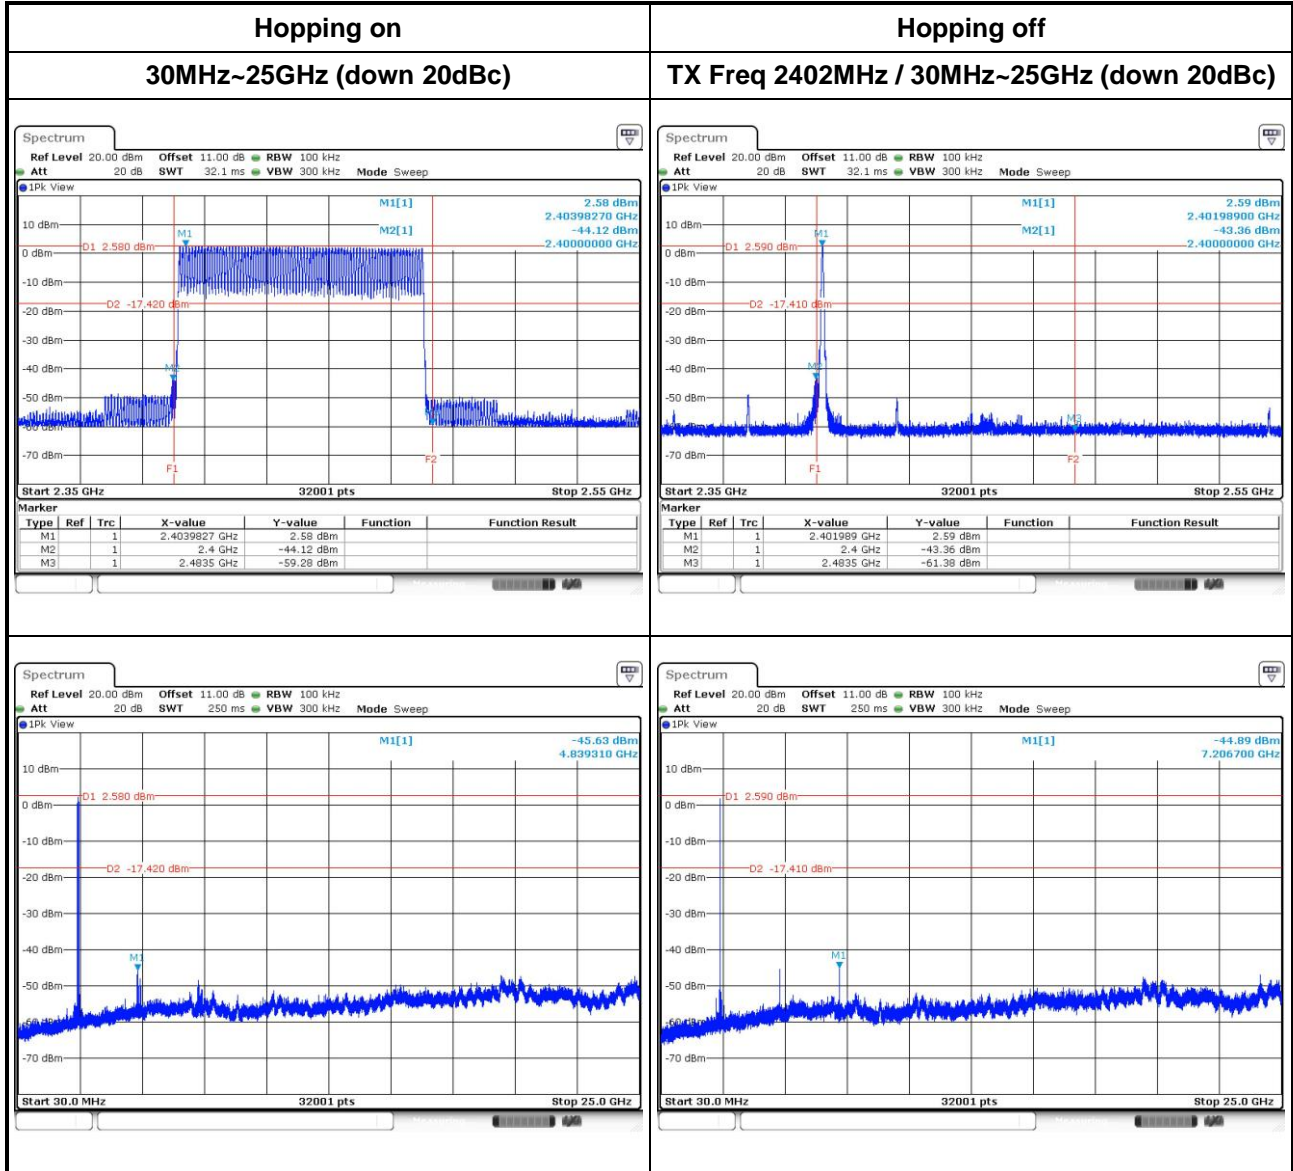 Hopping on
Hopping off
30MHz~25GHz (down 20dBc)
TX Freq 2402MHz / 30MHz~25GHz (down 20dBc)
Spectrum
Ref Level 20.00 dBm Offset 11.00 dB RBW 100 kHz
Att 20 dB SWT 32.1 ms VBW 300 kHz Mode Sweep
1Pk View
M1[1] 2.58 dBm
2.40398270 GHz
M2[1] -44.12 dBm
2.40000000 GHz
10 dBm
M1
D1 2.580 dBm
0 dBm
-10 dBm
D2 -17.420 dBm
-20 dBm
-30 dBm
-40 dBm
-50 dBm
-60 dBm
-70 dBm
F1
F2
Start 2.35 GHz 32001 pts Stop 2.55 GHz
Marker
Type Ref Trc X-value Y-value Function Function Result
M1 1 2.4039827 GHz 2.58 dBm
M2 1 2.4 GHz -44.12 dBm
M3 1 2.4835 GHz -59.28 dBm
Spectrum
Ref Level 20.00 dBm Offset 11.00 dB RBW 100 kHz
Att 20 dB SWT 32.1 ms VBW 300 kHz Mode Sweep
1Pk View
M1[1] 2.59 dBm
2.40198900 GHz
M2[1] -43.36 dBm
2.40000000 GHz
10 dBm
M1
D1 2.590 dBm
0 dBm
-10 dBm
D2 -17.410 dBm
-20 dBm
-30 dBm
-40 dBm
-50 dBm
M3
-60 dBm
-70 dBm
F1
F2
Start 2.35 GHz 32001 pts Stop 2.55 GHz
Marker
Type Ref Trc X-value Y-value Function Function Result
M1 1 2.401989 GHz 2.59 dBm
M2 1 2.4 GHz -43.36 dBm
M3 1 2.4835 GHz -61.38 dBm
Spectrum
Ref Level 20.00 dBm Offset 11.00 dB RBW 100 kHz
Att 20 dB SWT 250 ms VBW 300 kHz Mode Sweep
1Pk View
M1[1] -45.63 dBm
4.839310 GHz
10 dBm
D1 2.580 dBm
0 dBm
-10 dBm
D2 -17.420 dBm
-20 dBm
-30 dBm
-40 dBm
M1
-50 dBm
-60 dBm
-70 dBm
Start 30.0 MHz 32001 pts Stop 25.0 GHz
Spectrum
Ref Level 20.00 dBm Offset 11.00 dB RBW 100 kHz
Att 20 dB SWT 250 ms VBW 300 kHz Mode Sweep
1Pk View
M1[1] -44.89 dBm
7.206700 GHz
10 dBm
D1 2.590 dBm
0 dBm
-10 dBm
D2 -17.410 dBm
-20 dBm
-30 dBm
-40 dBm
M1
-50 dBm
-60 dBm
-70 dBm
Start 30.0 MHz 32001 pts Stop 25.0 GHz